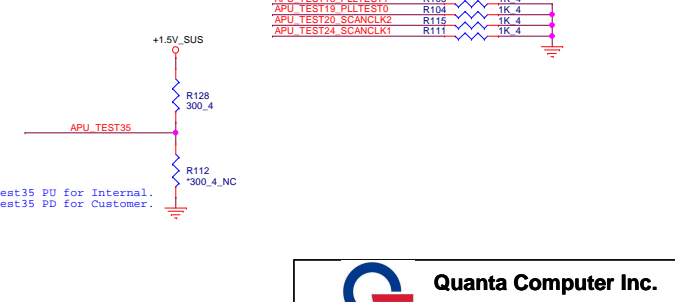 APU_TEST19_PLLTEST0 R104 1K_4
APU_TEST20_SCANCLK2 R115 1K_4
APU_TEST24_SCANCLK1 R111 1K_4
+1.5V_SUS
R128
300_4
APU_TEST35
R112
*300_4_NC
est35 PU for Internal.
est35 PD for Customer.
Quanta Computer Inc.